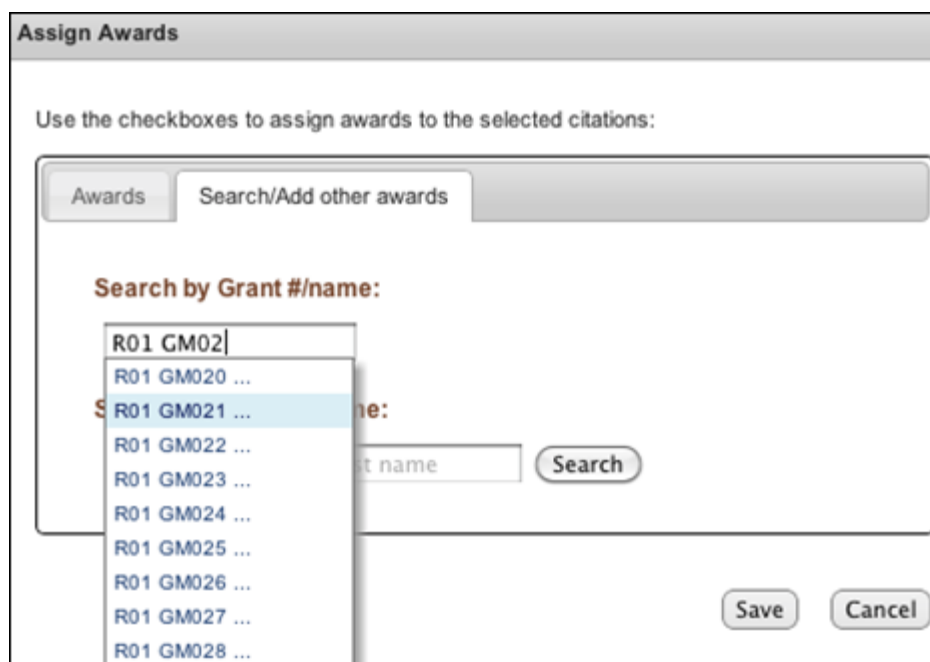 Assign Awards
Use the checkboxes to assign awards to the selected citations:
Awards
Search/Add other awards
Search by Grant #/name:
R01 GM02
R01 GM020 ...
R01 GM021 ...
R01 GM022 ...
R01 GM023 ...
R01 GM024 ...
R01 GM025 ...
R01 GM026 ...
R01 GM027 ...
R01 GM028 ...
name
Search
Save
Cancel